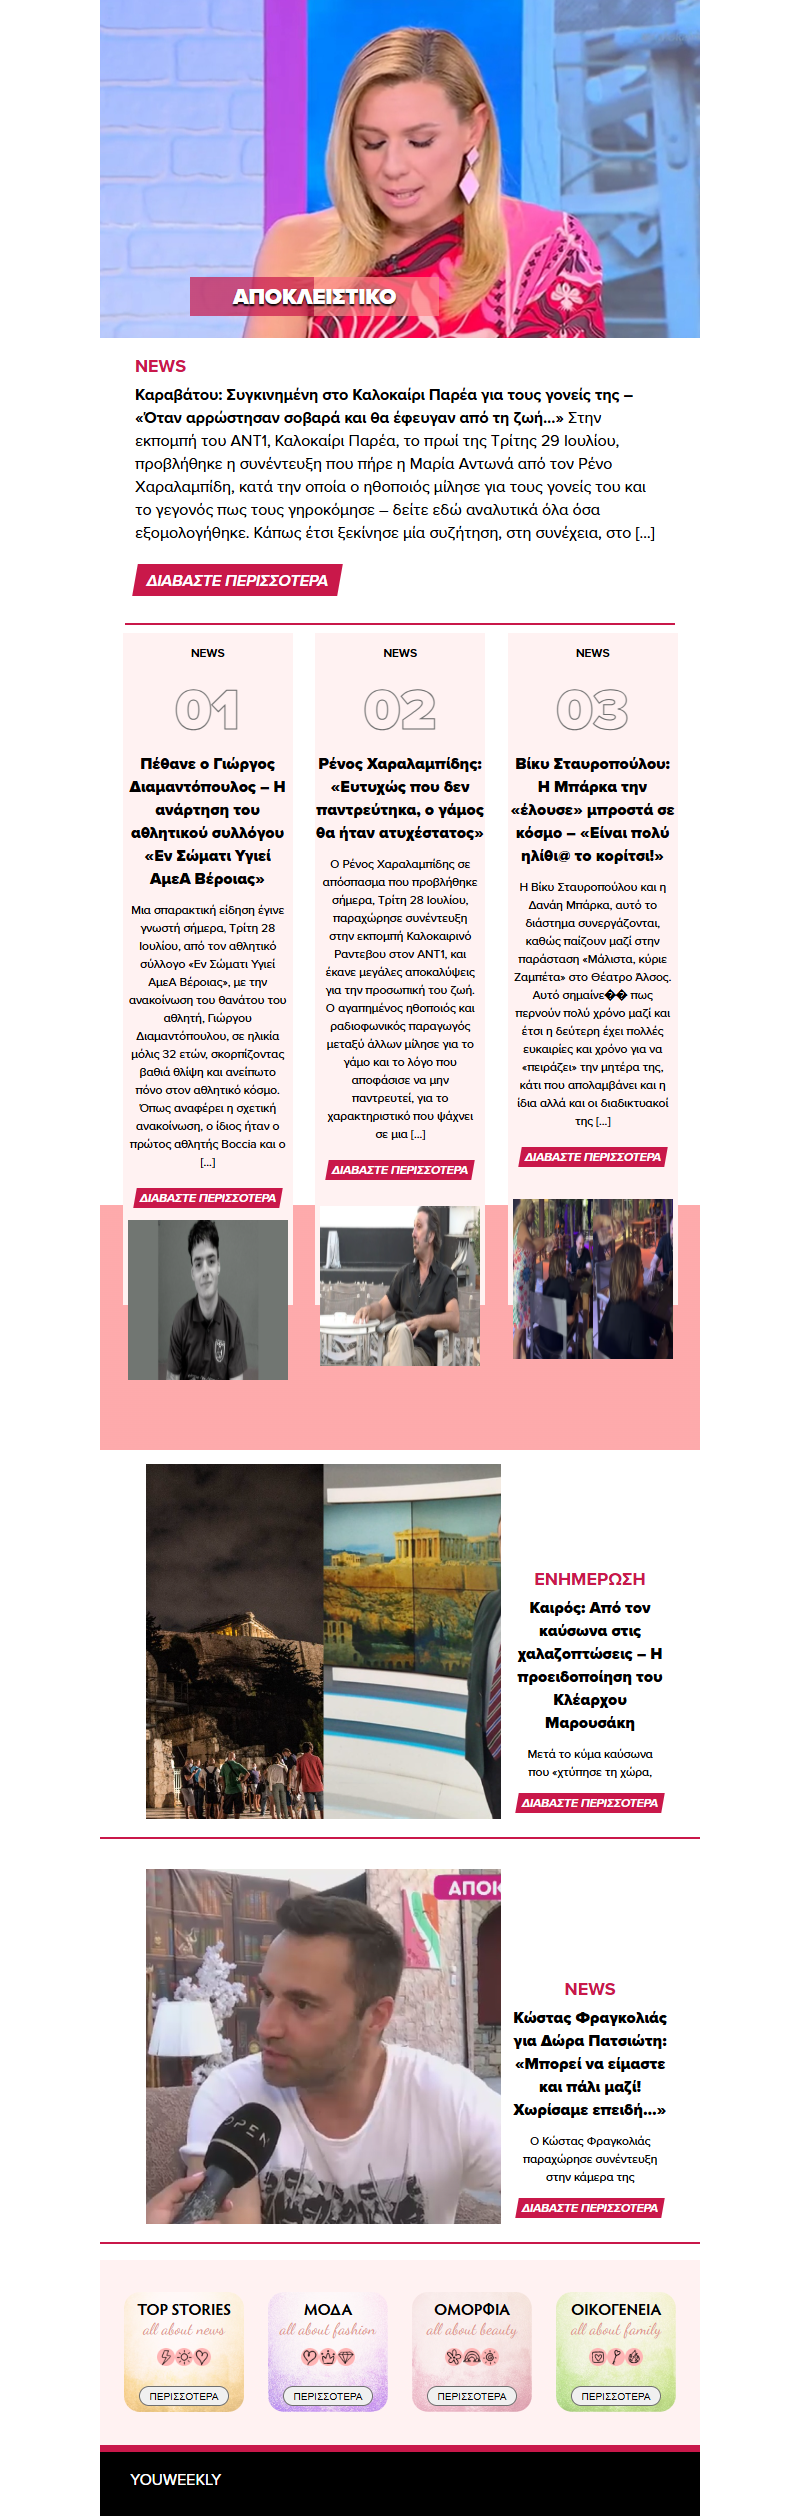 ΑΠΟΚΛΕΙΣΤΙΚΟ
NEWS
Καραβάτου: Συγκινημένη στο Καλοκαίρι Παρέα για τους γονείς της –
«Όταν αρρώστησαν σοβαρά και θα έφευγαν από τη ζωή...» Στην
εκπομπή του ΑΝΤ1, Καλοκαίρι Παρέα, το πρωί της Τρίτης 29 Ιουλίου,
προβλήθηκε η συνέντευξη που πήρε η Μαρία Αντωνά από τον Ρένο
Χαραλαμπίδη, κατά την οποία ο ηθοποιός μίλησε για τους γονείς του και
το γεγονός πως τους γηροκόμησε – δείτε εδώ αναλυτικά όλα όσα
εξομολογήθηκε. Κάπως έτσι ξεκίνησε μία συζήτηση, στη συνέχεια, στο [...]
ΔΙΑΒΑΣΤΕ ΠΕΡΙΣΣΟΤΕΡΑ
NEWS
01
Πέθανε ο Γιώργος
Διαμαντόπουλος – Η
ανάρτηση του
αθλητικού συλλόγου
«Εν Σώματι Υγιεί
ΑμεΑ Βέροιας»
Μια σπαρακτική είδηση έγινε
γνωστή σήμερα, Τρίτη 28
Ιουλίου, από τον αθλητικό
σύλλογο «Εν Σώματι Υγιεί
ΑμεΑ Βέροιας», με την
ανακοίνωση του θανάτου του
αθλητή, Γιώργου
Διαμαντόπουλου, σε ηλικία
μόλις 32 ετών, σκορπίζοντας
βαθιά θλίψη και ανείπωτο
πόνο στον αθλητικό κόσμο.
Όπως αναφέρει η σχετική
ανακοίνωση, ο ίδιος ήταν ο
πρώτος αθλητής Boccia και ο
[...]
ΔΙΑΒΑΣΤΕ ΠΕΡΙΣΣΟΤΕΡΑ
NEWS
02
Ρένος Χαραλαμπίδης:
«Ευτυχώς που δεν
παντρεύτηκα, ο γάμος
θα ήταν ατυχέστατος»
Ο Ρένος Χαραλαμπίδης σε
απόσπασμα που προβλήθηκε
σήμερα, Τρίτη 28 Ιουλίου,
παραχώρησε συνέντευξη
στην εκπομπή Καλοκαιρινό
Ραντεβου στον ΑΝΤ1, και
έκανε μεγάλες αποκαλύψεις
για την προσωπική του ζωή.
Ο αγαπημένος ηθοποιός και
ραδιοφωνικός παραγωγός
μεταξύ άλλων μίλησε για το
γάμο και το λόγο που
αποφάσισε να μην
παντρευτεί, για το
χαρακτηριστικό που ψάχνει
σε μια [...]
ΔΙΑΒΑΣΤΕ ΠΕΡΙΣΣΟΤΕΡΑ
NEWS
03
Βίκυ Σταυροπούλου:
Η Μπάρκα την
«έλουσε» μπροστά σε
κόσμο – «Είναι πολύ
ηλίθι@ το κορίτσι!»
Η Βίκυ Σταυροπούλου και η
Δανάη Μπάρκα, αυτό το
διάστημα συνεργάζονται,
καθώς παίζουν μαζί στην
παράσταση «Μάλιστα, κύριε
Ζαμπέτα» στο Θέατρο Άλσος.
Αυτό σημαίνε�� πως
περνούν πολύ χρόνο μαζί και
έτσι η δεύτερη έχει πολλές
ευκαιρίες και χρόνο για να
«πειράζει» την μητέρα της,
κάτι που απολαμβάνει και η
ίδια αλλά και οι διαδικτυακοί
της [...]
ΔΙΑΒΑΣΤΕ ΠΕΡΙΣΣΟΤΕΡΑ
ΕΝΗΜΕΡΩΣΗ
Καιρός: Από τον
καύσωνα στις
χαλαζοπτώσεις – Η
προειδοποίηση του
Κλέαρχου
Μαρουσάκη
Μετά το κύμα καύσωνα
που «χτύπησε τη χώρα,
ΔΙΑΒΑΣΤΕ ΠΕΡΙΣΣΟΤΕΡΑ
ΑΠΟΚ
OPEN
NEWS
Κώστας Φραγκολιάς
για Δώρα Πατσιώτη:
«Μπορεί να είμαστε
και πάλι μαζί!
Χωρίσαμε επειδή...»
Ο Κώστας Φραγκολιάς
παραχώρησε συνέντευξη
στην κάμερα της
ΔΙΑΒΑΣΤΕ ΠΕΡΙΣΣΟΤΕΡΑ
TOP STORIES
all about news
ΠΕΡΙΣΣΟΤΕΡΑ
ΜΟΔΑ
all about fashion
ΠΕΡΙΣΣΟΤΕΡΑ
ΟΜΟΡΦΙΑ
all about beauty
ΠΕΡΙΣΣΟΤΕΡΑ
ΟΙΚΟΓΕΝΕΙΑ
all about family
ΠΕΡΙΣΣΟΤΕΡΑ
YOUWEEKLY